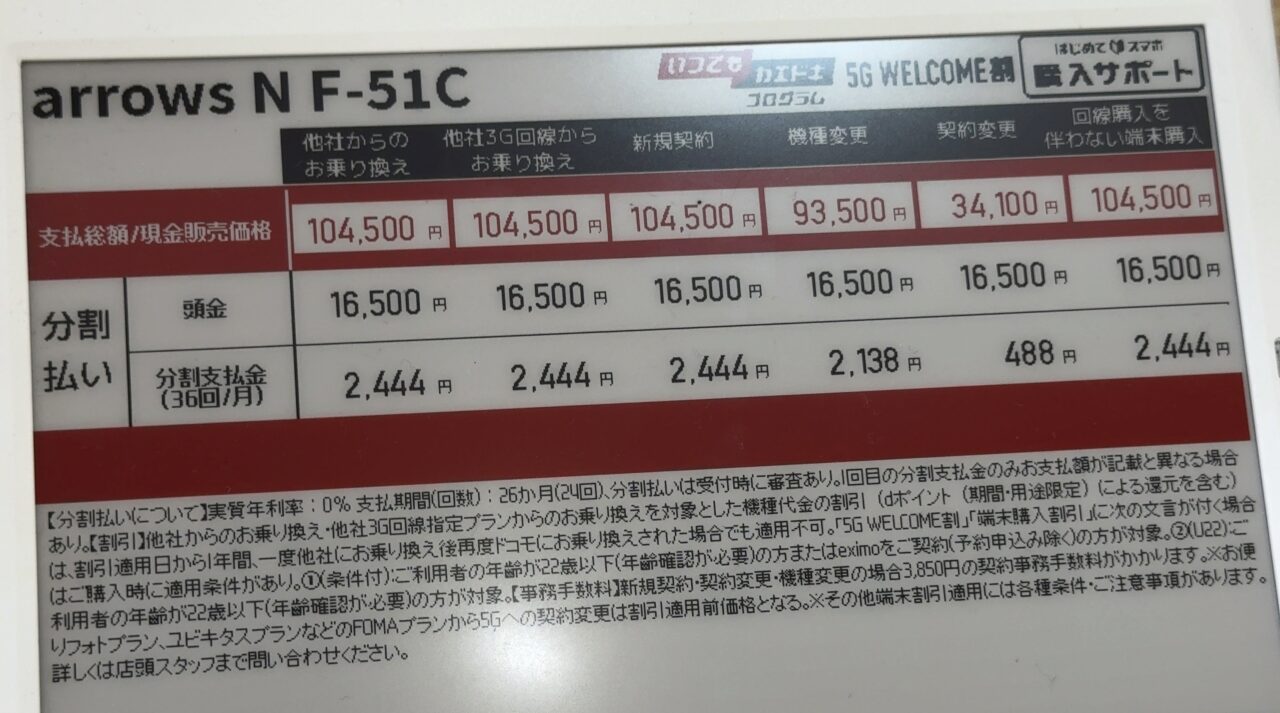 arrows N F-51C
いつでも
カエドキ
プログラム
5G WELCOME割
はじめてスマホ
購入サポート
他社からの
お乗り換え
他社3G回線から
お乗り換え
新規契約
機種変更
契約変更
回線購入を
伴わない端末購入
支払総額/現金販売価格 104,500円 104,500円 104,500円 93,500円 34,100円 104,500円
分割
払い
頭金 16,500円 16,500円 16,500円 16,500円 16,500円 16,500円
分割支払金
(36回/月)
2,444円 2,444円 2,444円 2,138円 488円 2,444円
【分割払い(について】実質年利率：0% 支払期間(回数)：26か月(24回)、分割払いは受付時に審査あり。1回目の分割支払金のみお支払額が記載と異なる場合
あり。【割引】他社からのお乗り換え・他社3G回線指定プランからのお乗り換えを対象とした機種代金の割引（dポイント（期間・用途限定）による還元を含む）
は、割引適用日から1年間、一度他社にお乗り換え後再度ドコモにお乗り換えされた場合でも適用不可。「5G WELCOME割」「端末購入割引」に次の文言が付く場合
はご購入時に適用条件があり。①(条件付):ご利用者の年齢が22歳以下(年齢確認が必要)の方またはeximoをご契約(予約申込み除く)の方が対象。②(U22):ご
利用者の年齢が22歳以下(年齢確認が必要)の方が対象。【事務手数料】新規契約・契約変更・機種変更の場合3,850円の契約事務手数料がかかります。※お便
りフォトプラン、ユビキタスプランなどのFOMAプランから5Gへの契約変更は割引適用前価格となる。※その他端末割引適用には各種条件・ご注意事項があります。
詳しくは店頭スタッフまで問い合わせください。